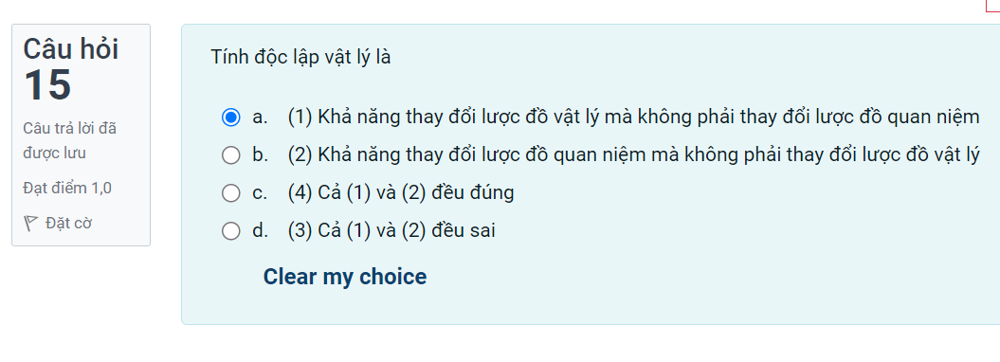 Câu hỏi
15
Câu trả lời đã
được lưu
Đạt điểm 1,0
Đặt cờ
Tính độc lập vật lý là
a. (1) Khả năng thay đổi lược đồ vật lý mà không phải thay đổi lược đồ quan niệm
b. (2) Khả năng thay đổi lược đồ quan niệm mà không phải thay đổi lược đồ vật lý
c. (4) Cả (1) và (2) đều đúng
d. (3) Cả (1) và (2) đều sai
Clear my choice